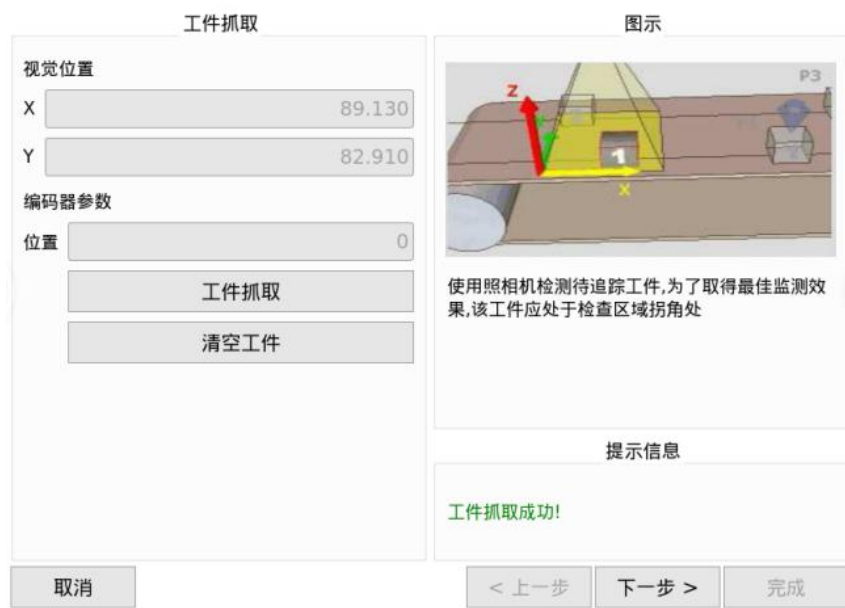 工件抓取
视觉位置
X 89.130
Y 82.910
编码器参数
位置 0
工件抓取
清空工件
图示
Z
X
1
P3
使用照相机检测待追踪工件,为了取得最佳监测效
果,该工件应处于检查区域拐角处
提示信息
工件抓取成功!
取消
< 上一步
下一步 >
完成